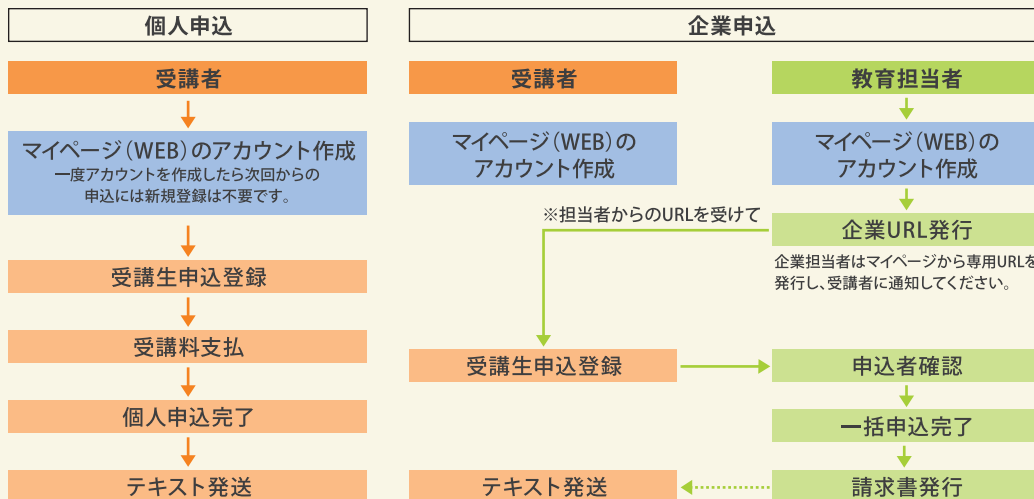 個人申込
受講者
マイページ（WEB）のアカウント作成
一度アカウントを作成したら次回からの
申込には新規登録は不要です。
受講生申込登録
受講料支払
個人申込完了
テキスト発送
企業申込
受講者
教育担当者
マイページ（WEB）の
アカウント作成
マイページ（WEB）の
アカウント作成
※担当者からのURLを受けて
企業URL発行
企業担当者はマイページから専用URLを
発行し、受講者に通知してください。
受講生申込登録
申込者確認
一括申込完了
テキスト発送
請求書発行